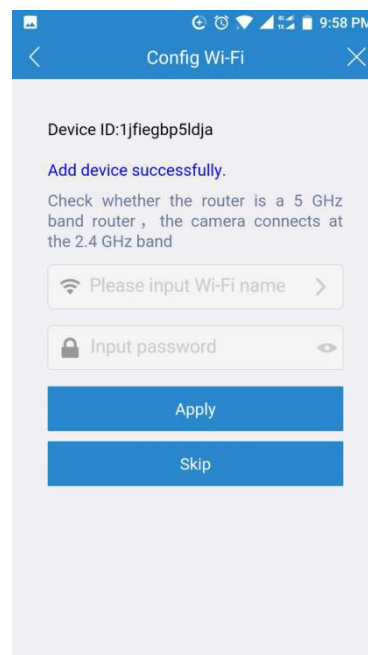 9:58 PM
Config Wi-Fi
Device ID:1jfiegbp5ldja
Add device successfully.
Check whether the router is a 5 GHz
band router , the camera connects at
the 2.4 GHz band
Please input Wi-Fi name
Input password
Apply
Skip